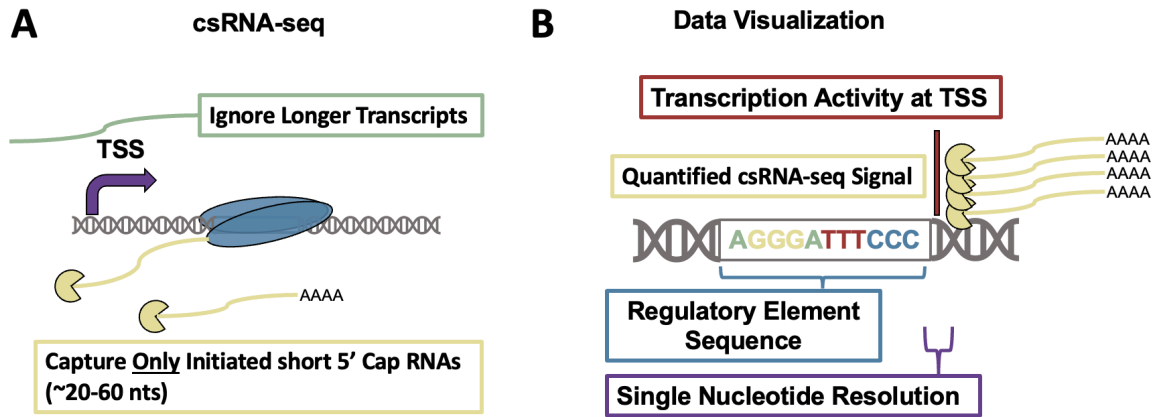 A
csRNA-seq
Ignore Longer Transcripts
TSS
AAAA
Capture Only Initiated short 5’ Cap RNAs
(~20-60 nts)
B
Data Visualization
Transcription Activity at TSS
AAAA
AAAA
AAAA
AAAA
Quantified csRNA-seq Signal
AGGGATTTCCC
Regulatory Element
Sequence
Single Nucleotide Resolution